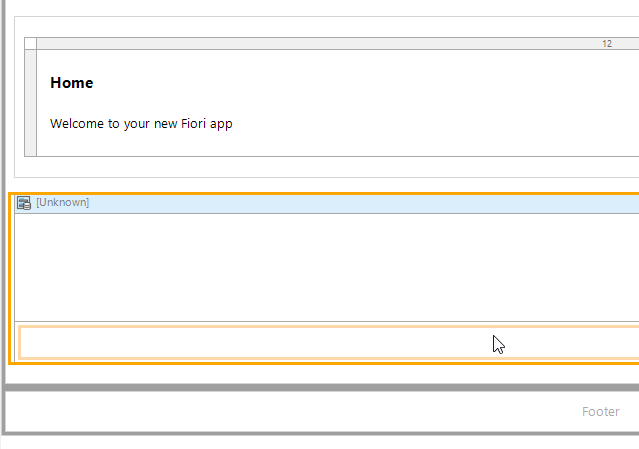 12
Home
Welcome to your new Fiori app
[Unknown]
Footer